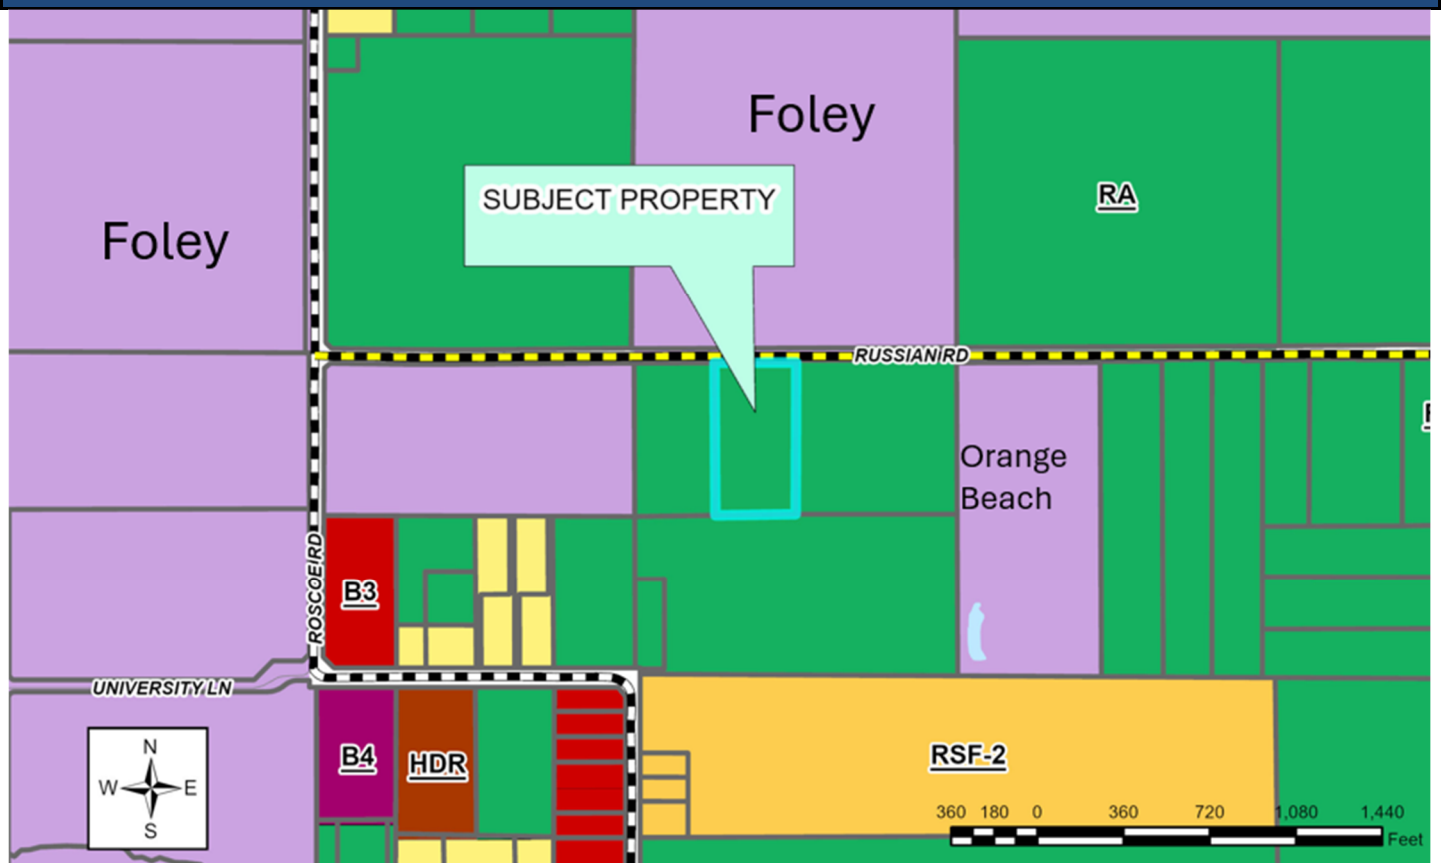 Foley
RA
SUBJECT PROPERTY
Foley
RUSSIAN RD
Orange
Beach
ROSCOE RD
B3
UNIVERSITY LN
N
W E
S
B4
HDR
RSF-2
360 180 0 360 720 1,080 1,440
Feet